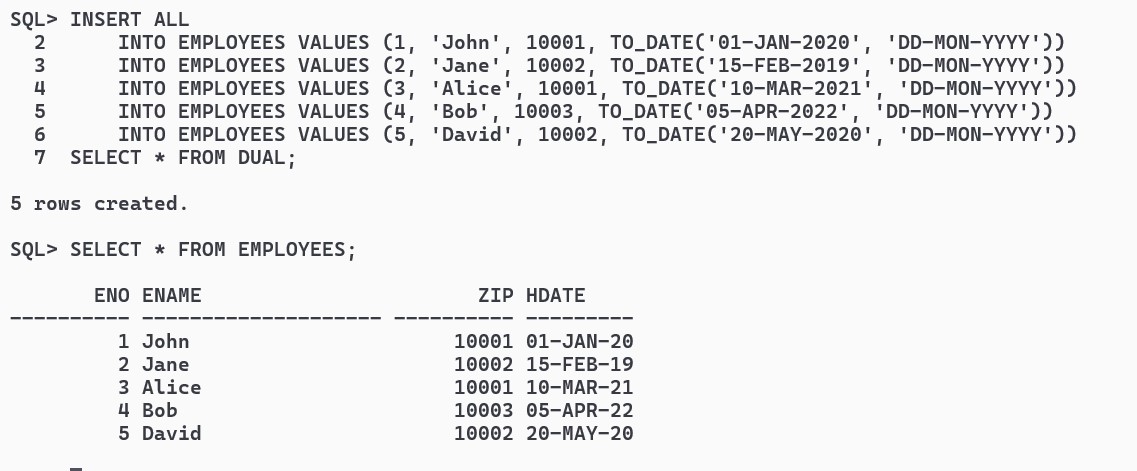 SQL> INSERT ALL
  2      INTO EMPLOYEES VALUES (1, 'John', 10001, TO_DATE('01-JAN-2020', 'DD-MON-YYYY'))
  3      INTO EMPLOYEES VALUES (2, 'Jane', 10002, TO_DATE('15-FEB-2019', 'DD-MON-YYYY'))
  4      INTO EMPLOYEES VALUES (3, 'Alice', 10001, TO_DATE('10-MAR-2021', 'DD-MON-YYYY'))
  5      INTO EMPLOYEES VALUES (4, 'Bob', 10003, TO_DATE('05-APR-2022', 'DD-MON-YYYY'))
  6      INTO EMPLOYEES VALUES (5, 'David', 10002, TO_DATE('20-MAY-2020', 'DD-MON-YYYY'))
  7  SELECT * FROM DUAL;

5 rows created.

SQL> SELECT * FROM EMPLOYEES;

       ENO ENAME                       ZIP HDATE
---------- -------------------- ---------- ---------
         1 John                      10001 01-JAN-20
         2 Jane                      10002 15-FEB-19
         3 Alice                     10001 10-MAR-21
         4 Bob                       10003 05-APR-22
         5 David                     10002 20-MAY-20